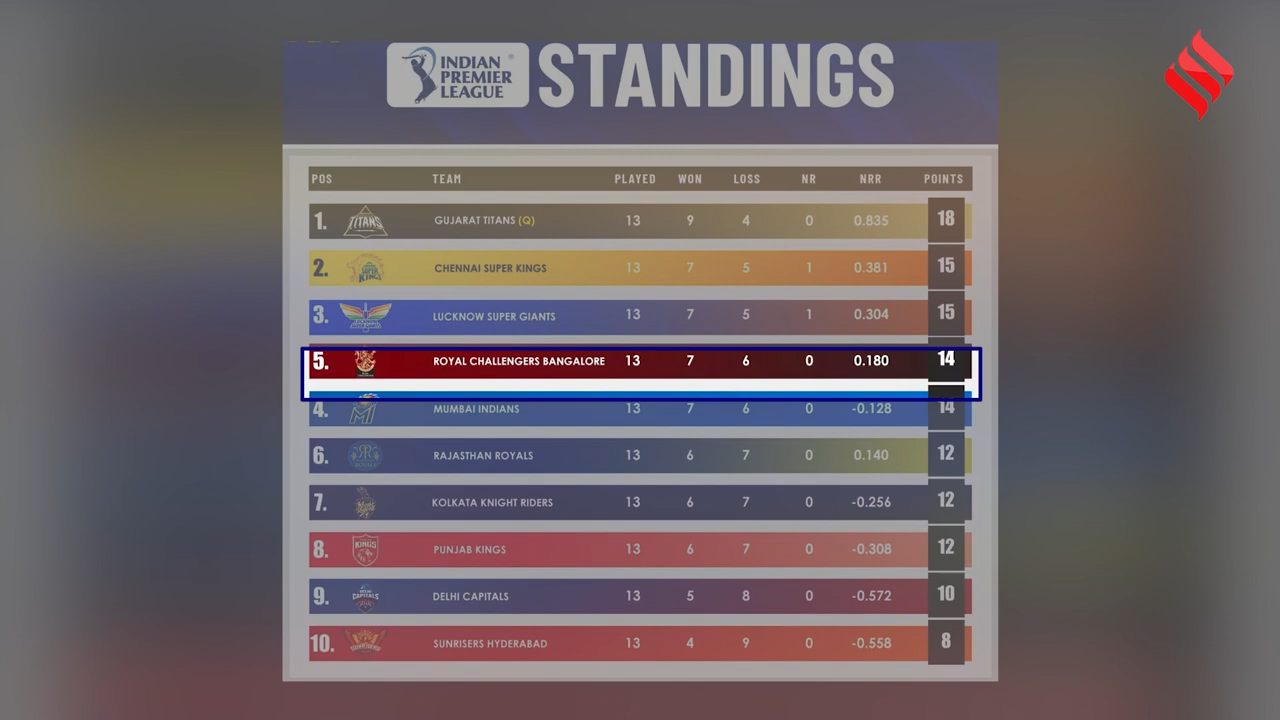 INDIAN PREMIER LEAGUE STANDINGS
POS TEAM PLAYED WON LOSS NR NRR POINTS
1. TITANS GUJARAT TITANS (Q) 13 9 4 0 0.835 18
2. CHENNAI SUPER KINGS 13 7 5 1 0.381 15
3. LUCKNOW SUPER GIANTS 13 7 5 1 0.304 15
5. ROYAL CHALLENGERS BANGALORE 13 7 6 0 0.180 14
4. MI MUMBAI INDIANS 13 7 6 0 -0.128 14
6. RAJASTHAN ROYALS 13 6 7 0 0.140 12
7. KOLKATA KNIGHT RIDERS 13 6 7 0 -0.256 12
8. KINGS PUNJAB KINGS 13 6 7 0 -0.308 12
9. DELHI CAPITALS DELHI CAPITALS 13 5 8 0 -0.572 10
10. SUNRISERS HYDERABAD 13 4 9 0 -0.558 8